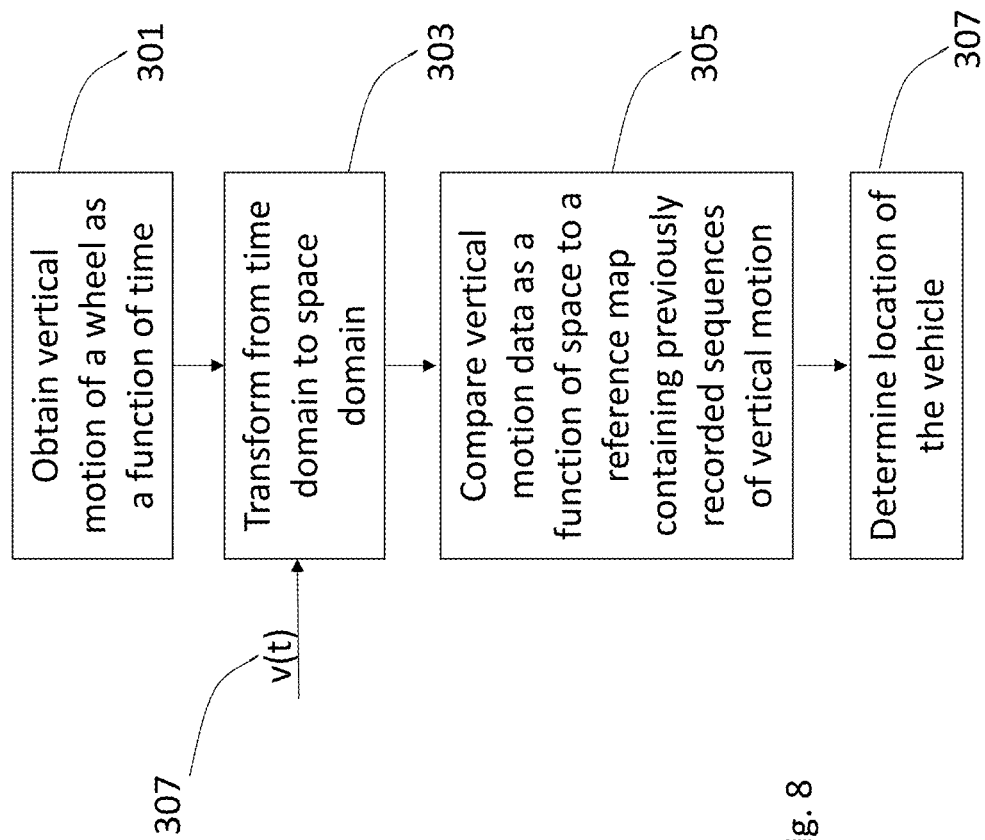 301
Obtain vertical
motion of a wheel as
a function of time
303
Transform from time
domain to space
domain
307
v(t)
305
Compare vertical
motion data as a
function of space to a
reference map
containing previously
recorded sequences
of vertical motion
307
Determine location of
the vehicle
g. 8